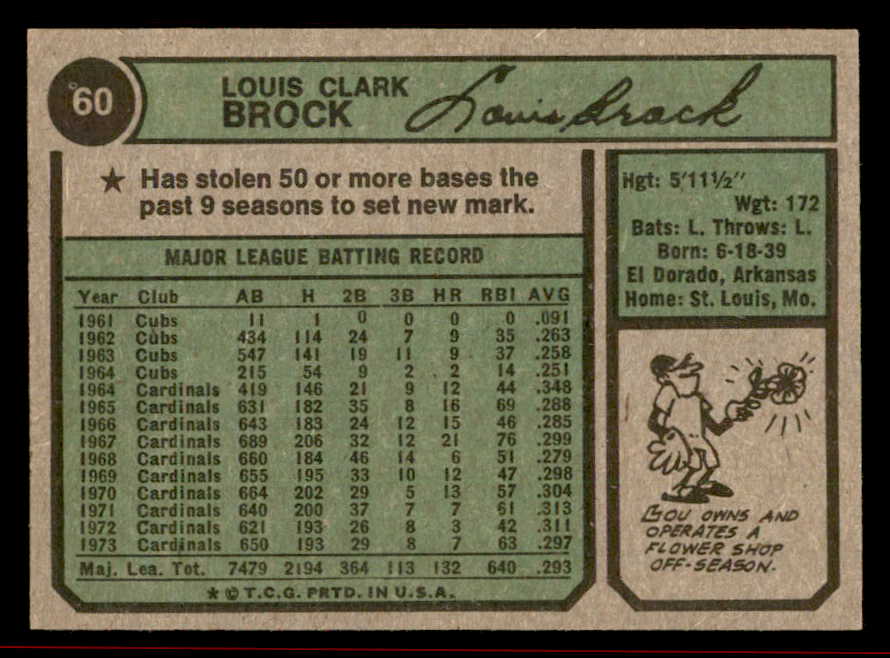 60
LOUIS CLARK
BROCK
Louis Brock
★ Has stolen 50 or more bases the
past 9 seasons to set new mark.
MAJOR LEAGUE BATTING RECORD
Year Club AB H 2B 3B HR RBI AVG
1961 Cubs 11 1 0 0 0 0 .091
1962 Cubs 434 114 24 7 9 35 .263
1963 Cubs 547 141 19 11 9 37 .258
1964 Cubs 215 54 9 2 2 14 .251
1964 Cardinals 419 146 21 9 12 44 .348
1965 Cardinals 631 182 35 8 16 69 .288
1966 Cardinals 643 183 24 12 15 46 .285
1967 Cardinals 689 206 32 12 21 76 .299
1968 Cardinals 660 184 46 14 6 51 .279
1969 Cardinals 655 195 33 10 12 47 .298
1970 Cardinals 664 202 29 5 13 57 .304
1971 Cardinals 640 200 37 7 7 61 .313
1972 Cardinals 621 193 26 8 3 42 .311
1973 Cardinals 650 193 29 8 7 63 .297
Maj. Lea. Tot. 7479 2194 364 113 132 640 .293
★ © T.C.G. PRTD. IN U.S.A.
Hgt: 5'11½"
Wgt: 172
Bats: L. Throws: L.
Born: 6-18-39
El Dorado, Arkansas
Home: St. Louis, Mo.
LOU OWNS AND
OPERATES A
FLOWER SHOP
OFF-SEASON.